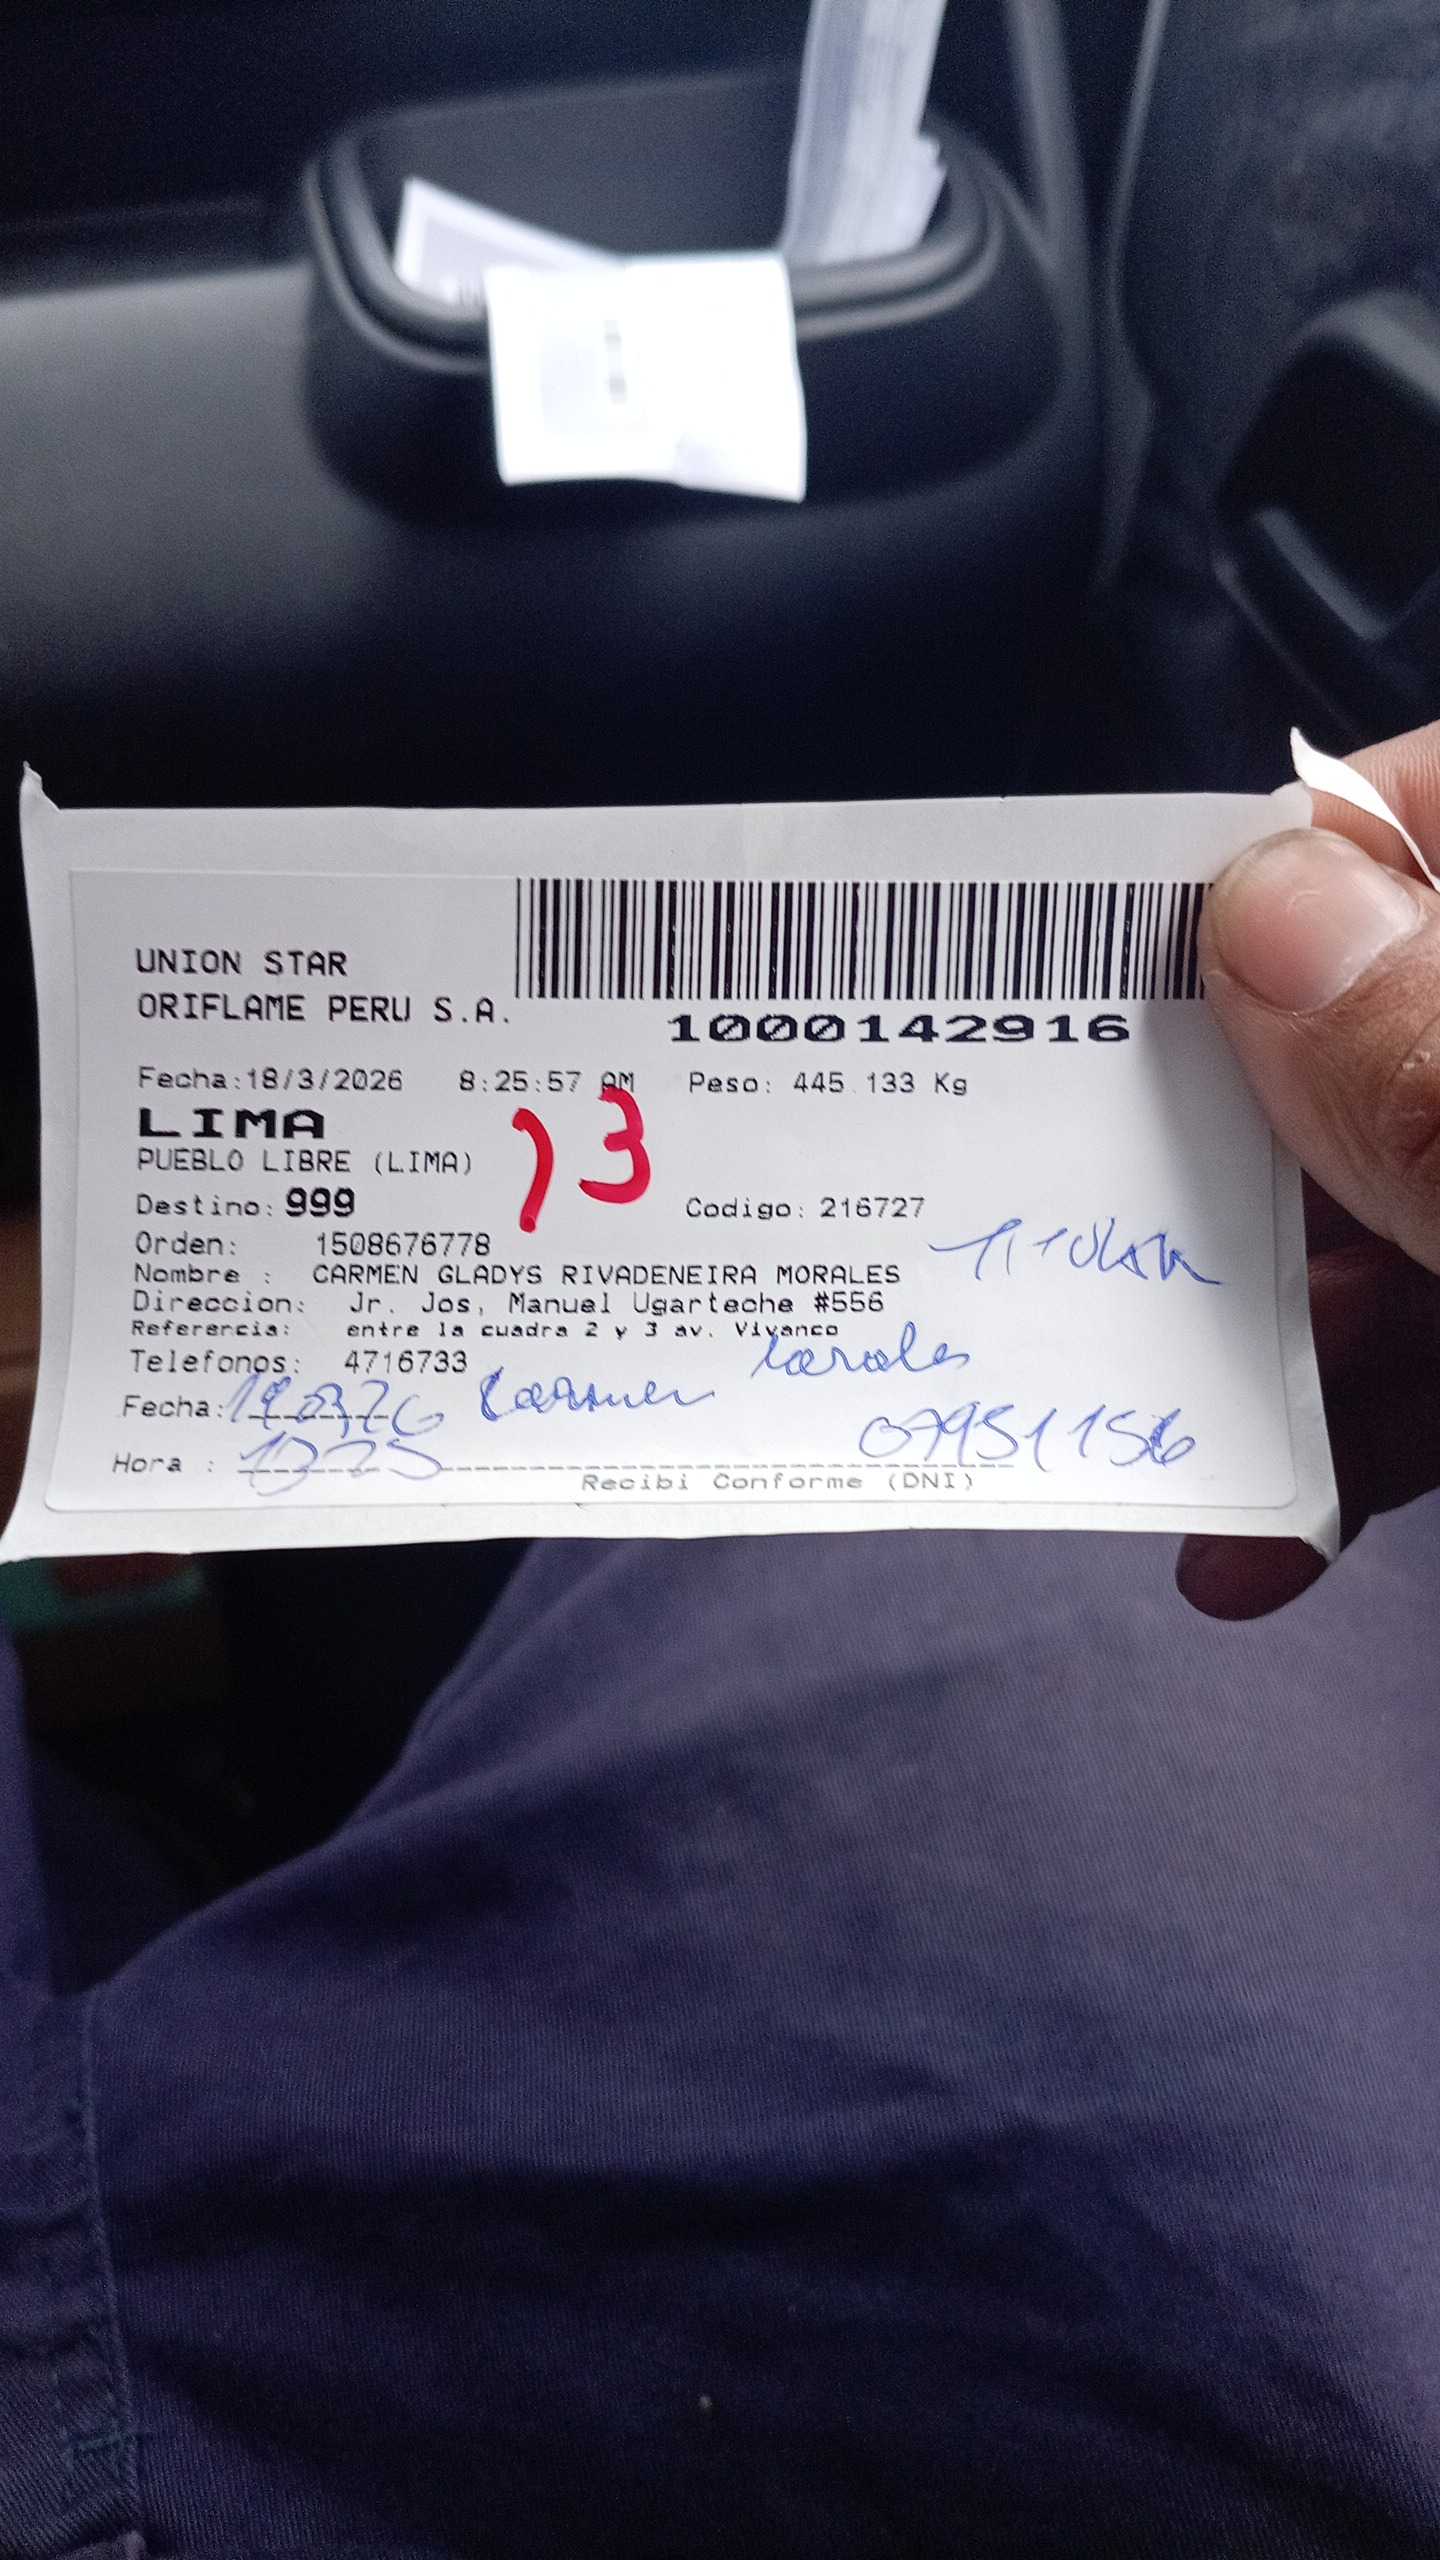 UNION STAR
ORIFLAME PERU S.A.
1000142916
Fecha:18/3/2026 8:25:57 AM Peso: 445.133 Kg
LIMA
13
PUEBLO LIBRE (LIMA)
Destino: 999 Codigo: 216727
Orden: 1508676778
Nombre : CARMEN GLADYS RIVADENEIRA MORALES
Titular
Direccion: Jr. Jos, Manuel Ugarteche #556
Referencia: entre la cuadra 2 y 3 av. Vivanco
Telefonos: 4716733
Fecha: Carmen
Hora : 07951156
Recibi Conforme (DNI)